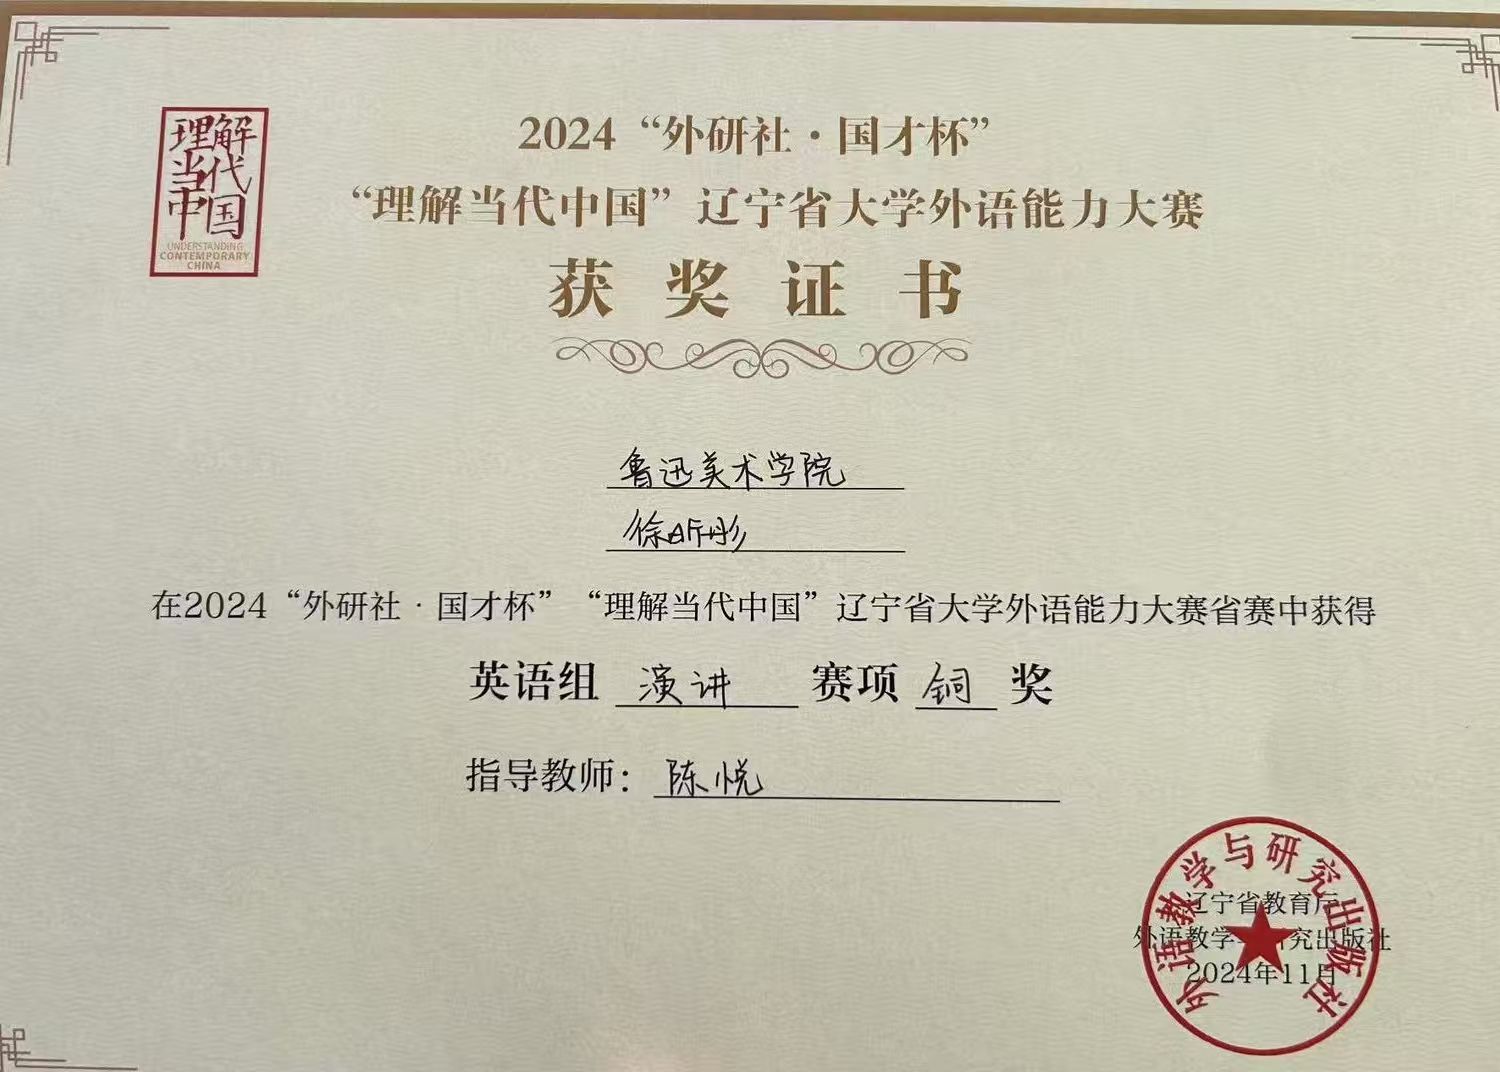 理解
当代
中国
UNDERSTANDING
CONTEMPORARY
CHINA
2024“外研社·国才杯”
“理解当代中国”辽宁省大学外语能力大赛
获奖证书
鲁迅美术学院
徐昕彤
在2024“外研社·国才杯”“理解当代中国”辽宁省大学外语能力大赛省赛中获得
英语组 演讲 赛项 铜 奖
指导教师：陈悦
辽宁省教育厅
外语教学与研究出版社
2024年11月
外语教学与研究出版社